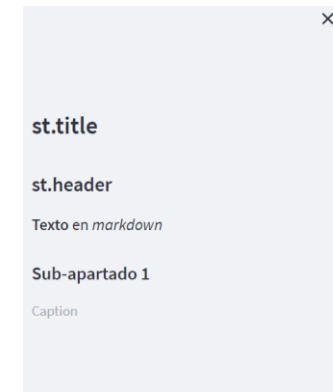 st.title
st.header
Texto en markdown
Sub-apartado 1
Caption